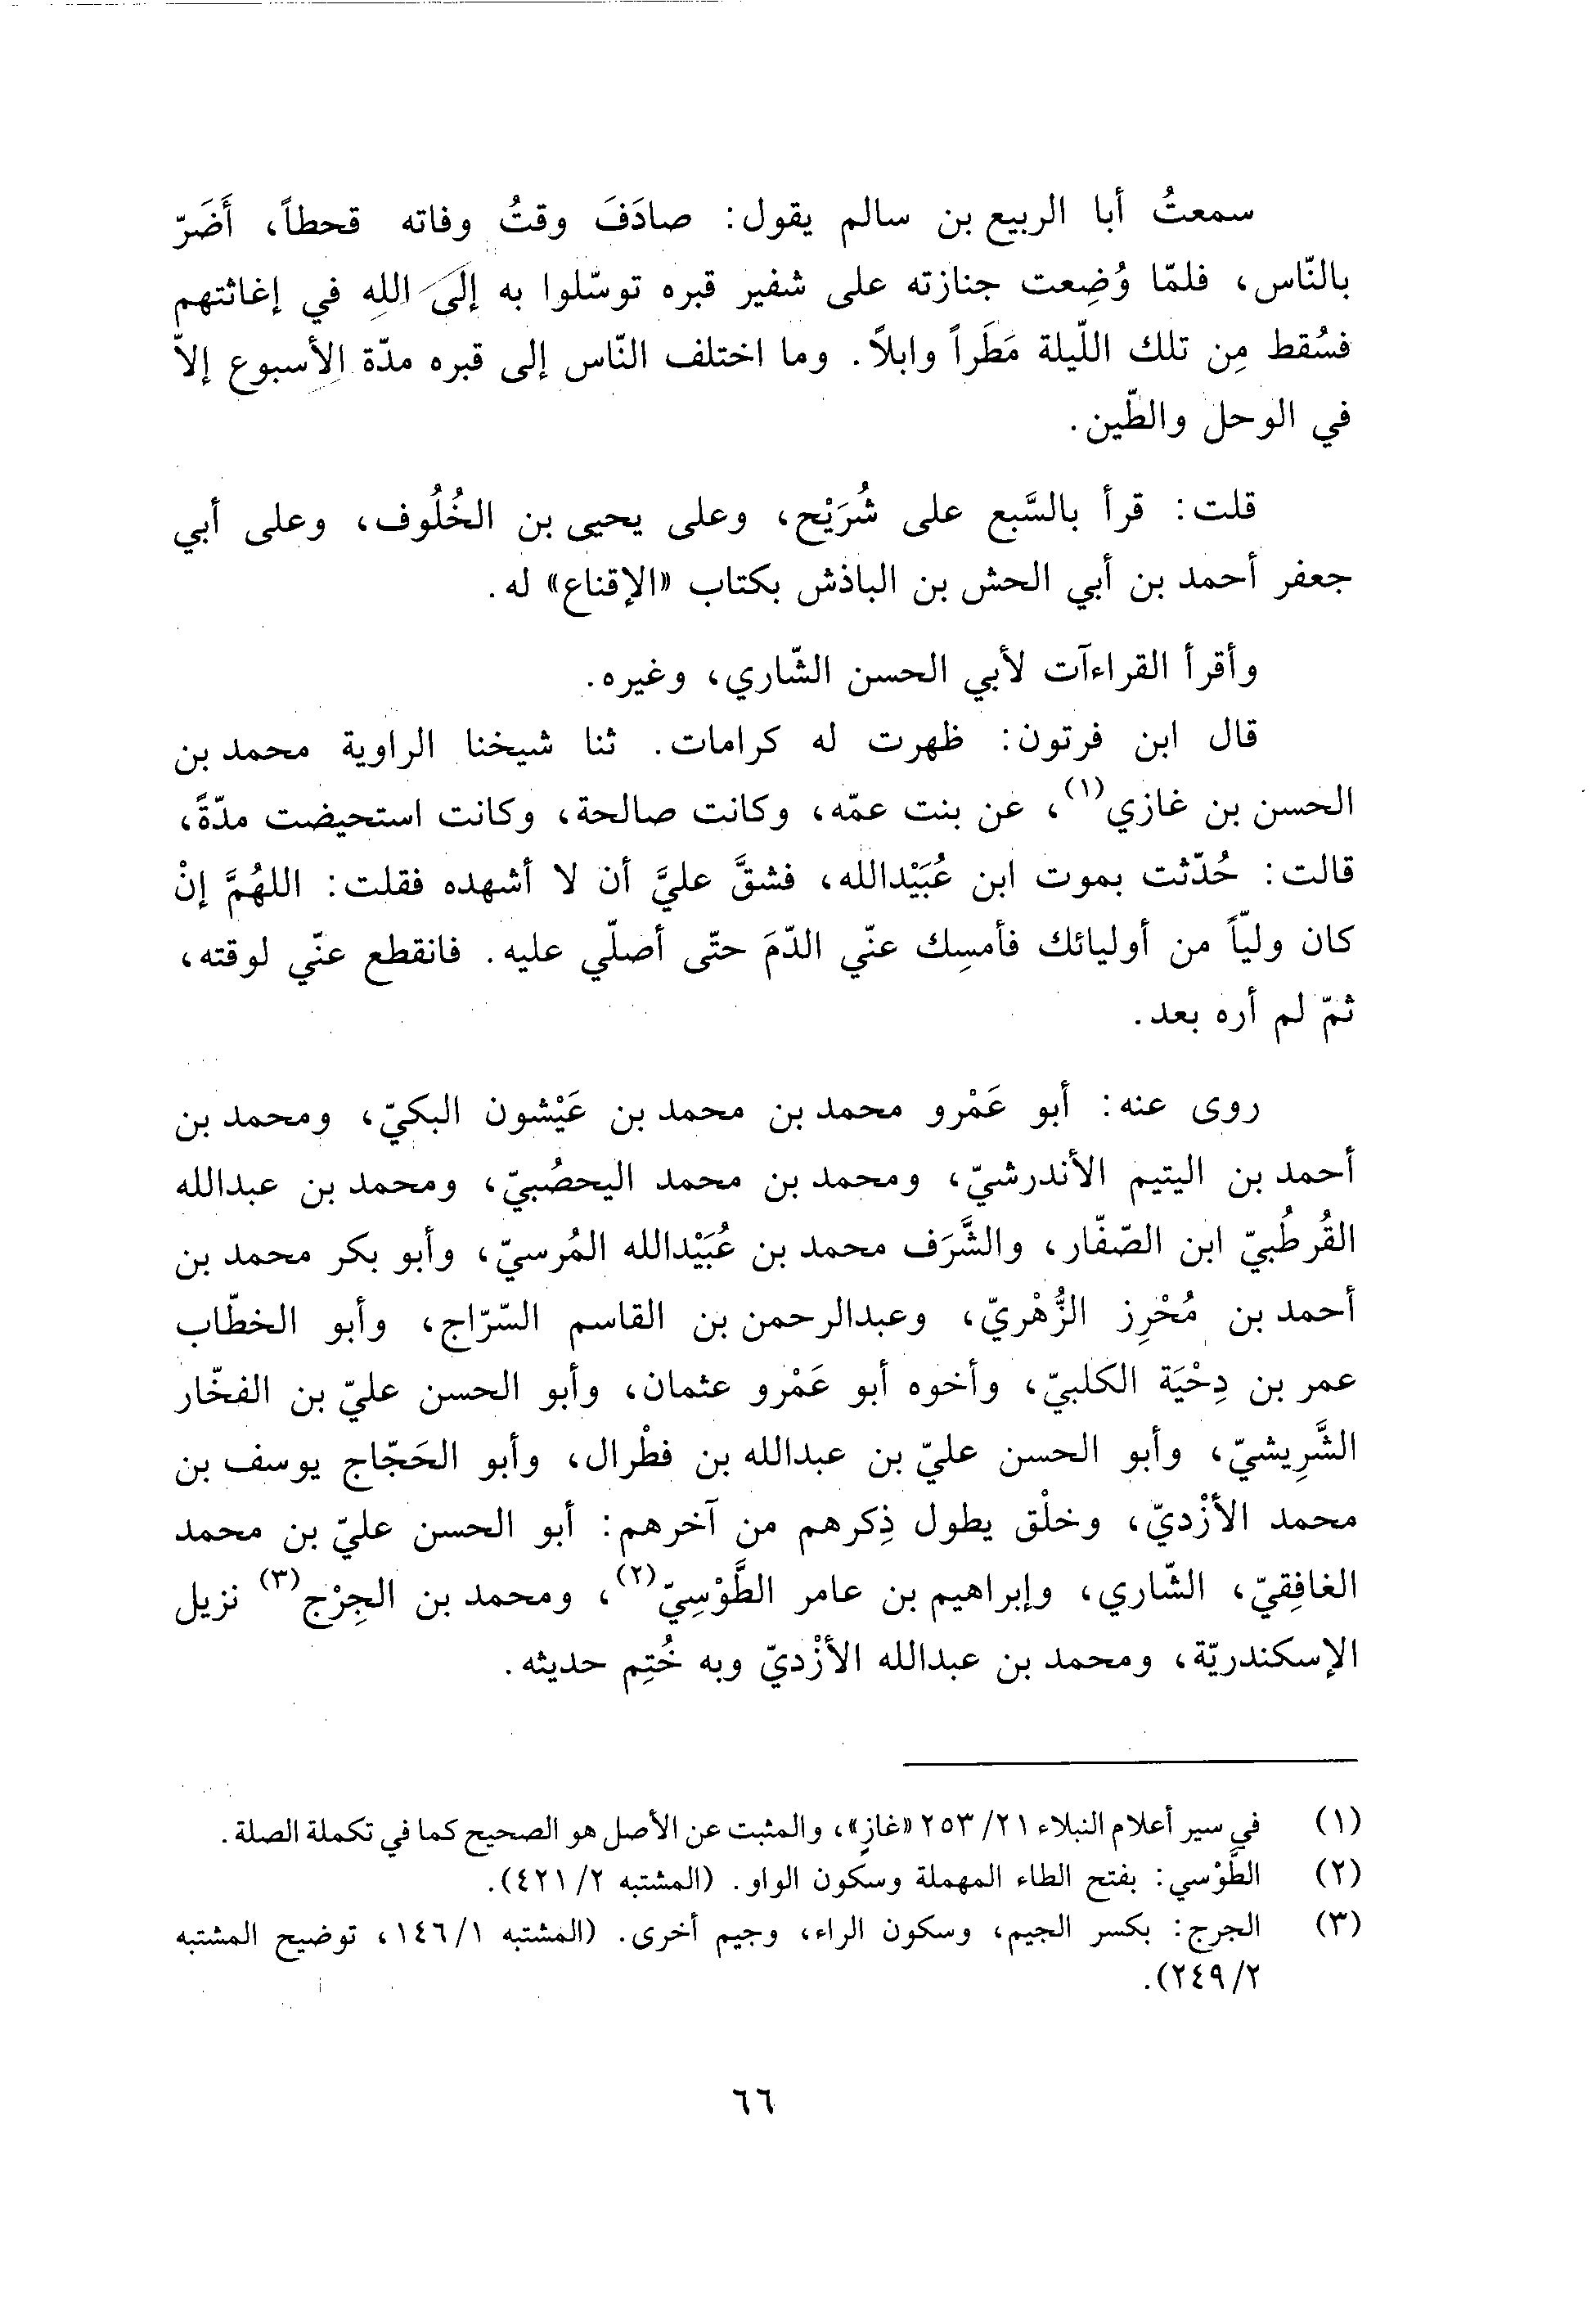 سمعتُ أبا الربيع بن سالم يقول: صادَفَ وقتُ وفاته قحطاً، أَضَرّ
بالنّاس، فلمّا وُضِعت جنازته على شفير قبره توسّلوا به إلَى اللهِ في إغاثتهم
فسُقط مِن تلك اللّيلة مَطَراً وابلاً. وما اختلف النّاس إلى قبره مدّة الأسبوع إلاّ
في الوحل والطّين.
قلت: قرأ بالسَّبع على شُرَيْح، وعلى يحيى بن الخُلُوف، وعلى أبي
جعفر أحمد بن أبي الحش بن الباذش بكتاب «الإقناع» له.
وأقرأ القراءآت لأبي الحسن الشّاري، وغيره.
قال ابن فرتون: ظهرت له كرامات. ثنا شيخنا الراوية محمد بن
الحسن بن غازي(١)، عن بنت عمّه، وكانت صالحة، وكانت استحيضت مدّةً،
قالت: حُدّثت بموت ابن عُبَيْدالله، فشقَّ عليَّ أن لا أشهده فقلت: اللهُمَّ إنْ
كان وليّاً من أوليائك فأمسِك عنّي الدّمَ حتّى أصلّي عليه. فانقطع عنّي لوقته،
ثمّ لم أره بعد.
روى عنه: أبو عَمْرو محمد بن محمد بن عَيْشون البكيّ، ومحمد بن
أحمد بن اليتيم الأندرشيّ، ومحمد بن محمد اليحصُبيّ، ومحمد بن عبدالله
القُرطُبيّ ابن الصّفّار، والشَّرَف محمد بن عُبَيْدالله المُرسيّ، وأبو بكر محمد بن
أحمد بن مُحْرِز الزُّهْريّ، وعبدالرحمن بن القاسم السّرّاج، وأبو الخطّاب
عمر بن دِحْيَة الكلبيّ، وأخوه أبو عَمْرو عثمان، وأبو الحسن عليّ بن الفخّار
الشَّرِيشيّ، وأبو الحسن عليّ بن عبدالله بن فطْرال، وأبو الحَجّاج يوسف بن
محمد الأزْديّ، وخلْق يطول ذِكرهم من آخرهم: أبو الحسن عليّ بن محمد
الغافِقيّ، الشّاري، وإبراهيم بن عامر الطَّوْسِيّ(٢)، ومحمد بن الجِرْج(٣) نزيل
الإسكندريّة، ومحمد بن عبدالله الأزْديّ وبه خُتِم حديثه.
(١) في سير أعلام النبلاء ٢١/ ٢٥٣ «غازٍ»، والمثبت عن الأصل هو الصحيح كما في تكملة الصلة.
(٢) الطَّوْسي: بفتح الطاء المهملة وسكون الواو. (المشتبه ٢/ ٤٢١).
(٣) الجرج: بكسر الجيم، وسكون الراء، وجيم أخرى. (المشتبه ١/ ١٤٦، توضيح المشتبه
٢/ ٢٤٩).
٦٦